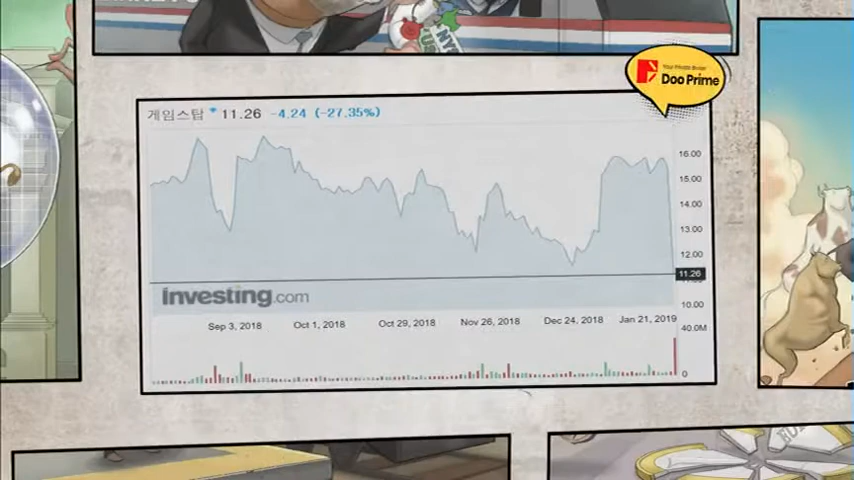 Your Private Broker
Doo Prime
게임스탑 11.26 -4.24 (-27.35%)
16.00
15.00
14.00
13.00
12.00
11.26
10.00
investing.com
Sep 3, 2018 Oct 1, 2018 Oct 29, 2018 Nov 26, 2018 Dec 24, 2018 Jan 21, 2019
40.0M
0